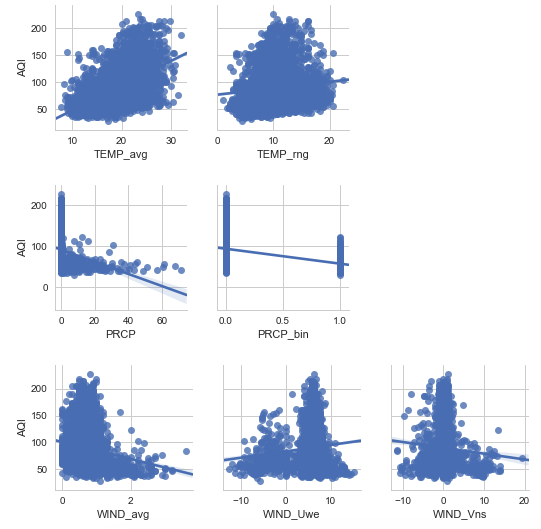 AQI
200
150
100
50
10 20 30
TEMP_avg
0 10 20
TEMP_rng
AQI
200
100
0
0 20 40 60
PRCP
0.0 0.5 1.0
PRCP_bin
AQI
200
150
100
50
0 2
WIND_avg
−10 0 10
WIND_Uwe
−10 0 10 20
WIND_Vns